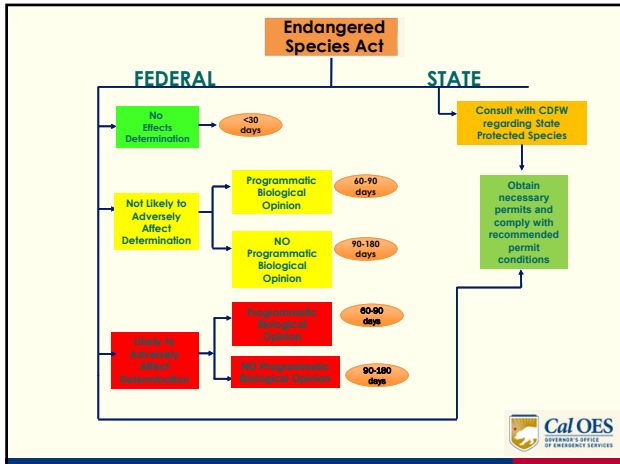 Endangered
Species Act
FEDERAL
STATE
No
Effects
Determination
<30
days
Consult with CDFW
regarding State
Protected Species
Not Likely to
Adversely
Affect
Determination
Programmatic
Biological
Opinion
60-90
days
NO
Programmatic
Biological
Opinion
90-180
days
Obtain
necessary
permits and
comply with
recommended
permit
conditions
Likely to
Adversely
Affect
Determination
Programmatic
Biological
Opinion
60-90
days
NO Programmatic
Biological Opinion
90-180
days
Cal OES
GOVERNOR'S OFFICE
OF EMERGENCY SERVICES